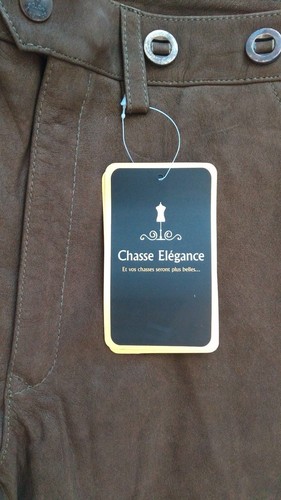 Chasse Elégance
Et vos chasses seront plus belles...